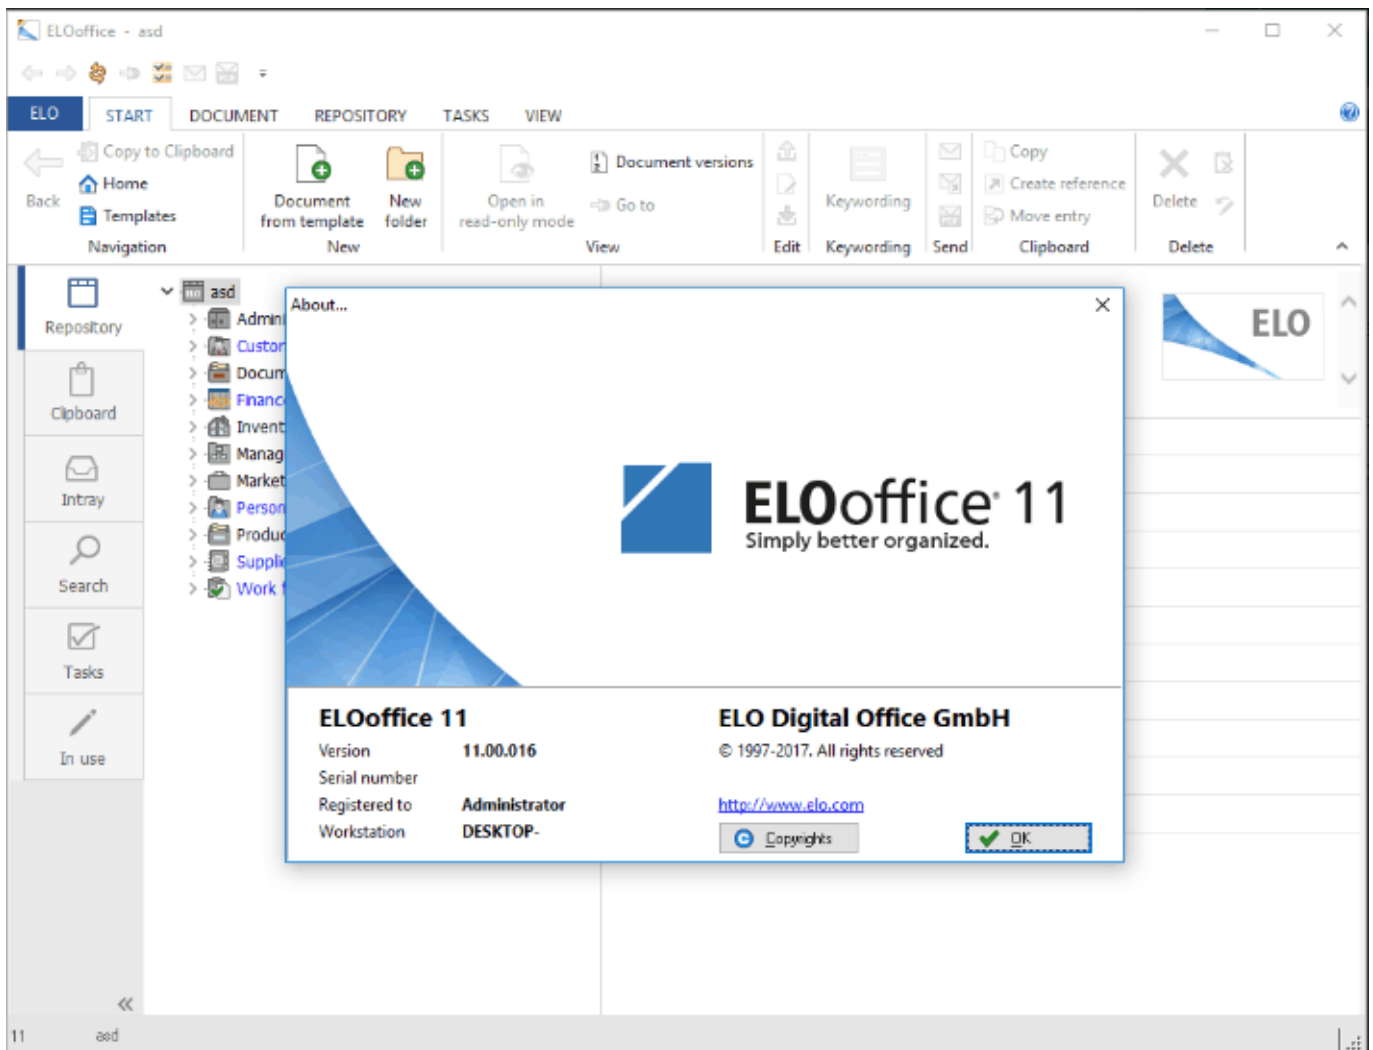 ELOoffice - asd
ELO START DOCUMENT REPOSITORY TASKS VIEW
Back
Copy to Clipboard
Home
Templates
Navigation
Document
from template
New
folder
New
Open in
read-only mode
Document versions
Go to
View
Edit
Keywording
Keywording
Send
Copy
Create reference
Move entry
Clipboard
Delete
Delete
Repository
Clipboard
Intray
Search
Tasks
In use
asd
Admini
Custor
Docum
Financ
Invent
Manag
Market
Person
Produc
Supplie
Work f
ELO
About...
ELOoffice 11
Simply better organized.
ELOoffice 11
Version 11.00.016
Serial number
Registered to Administrator
Workstation DESKTOP-
ELO Digital Office GmbH
© 1997-2017. All rights reserved
http://www.elo.com
Copyrights
OK
11 asd